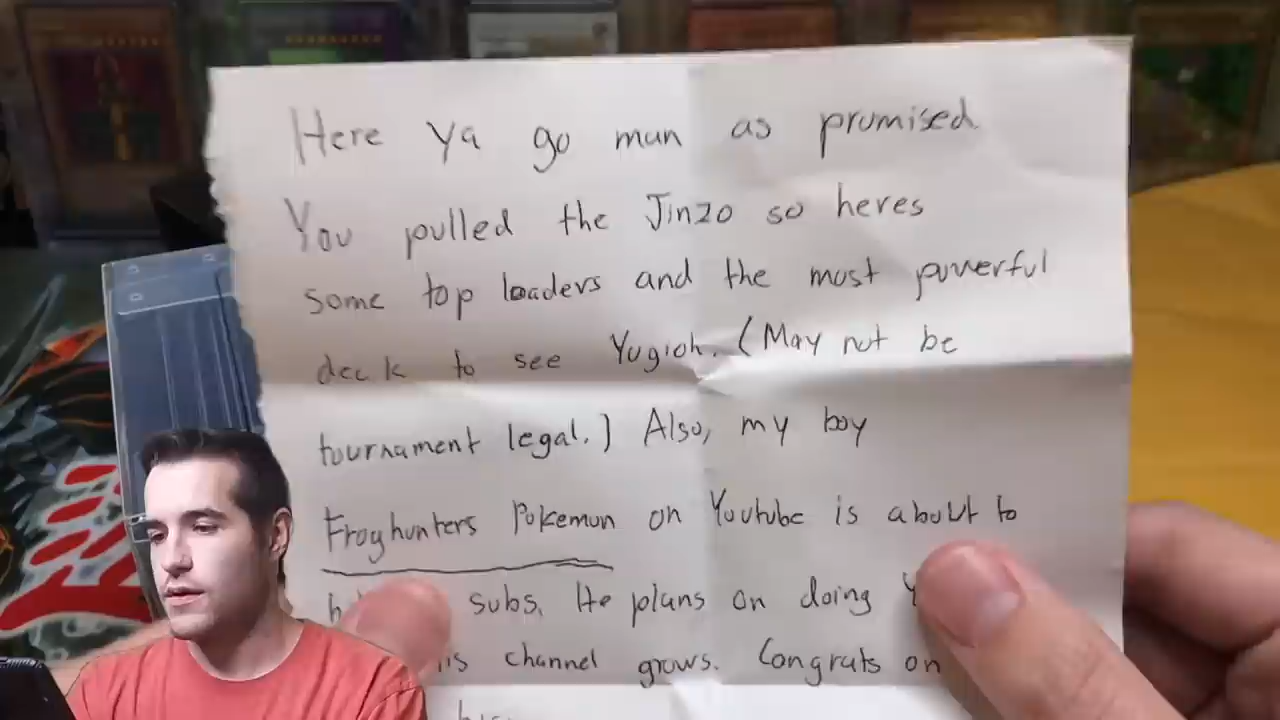 Here ya go man as promised.
You pulled the Jinzo so heres
some top loaders and the most powerful
deck to see Yugioh. (May not be
tournament legal.) Also, my boy
Froghunters Pokemon on Youtube is about to
subs. He plans on doing
channel grows. Congrats on